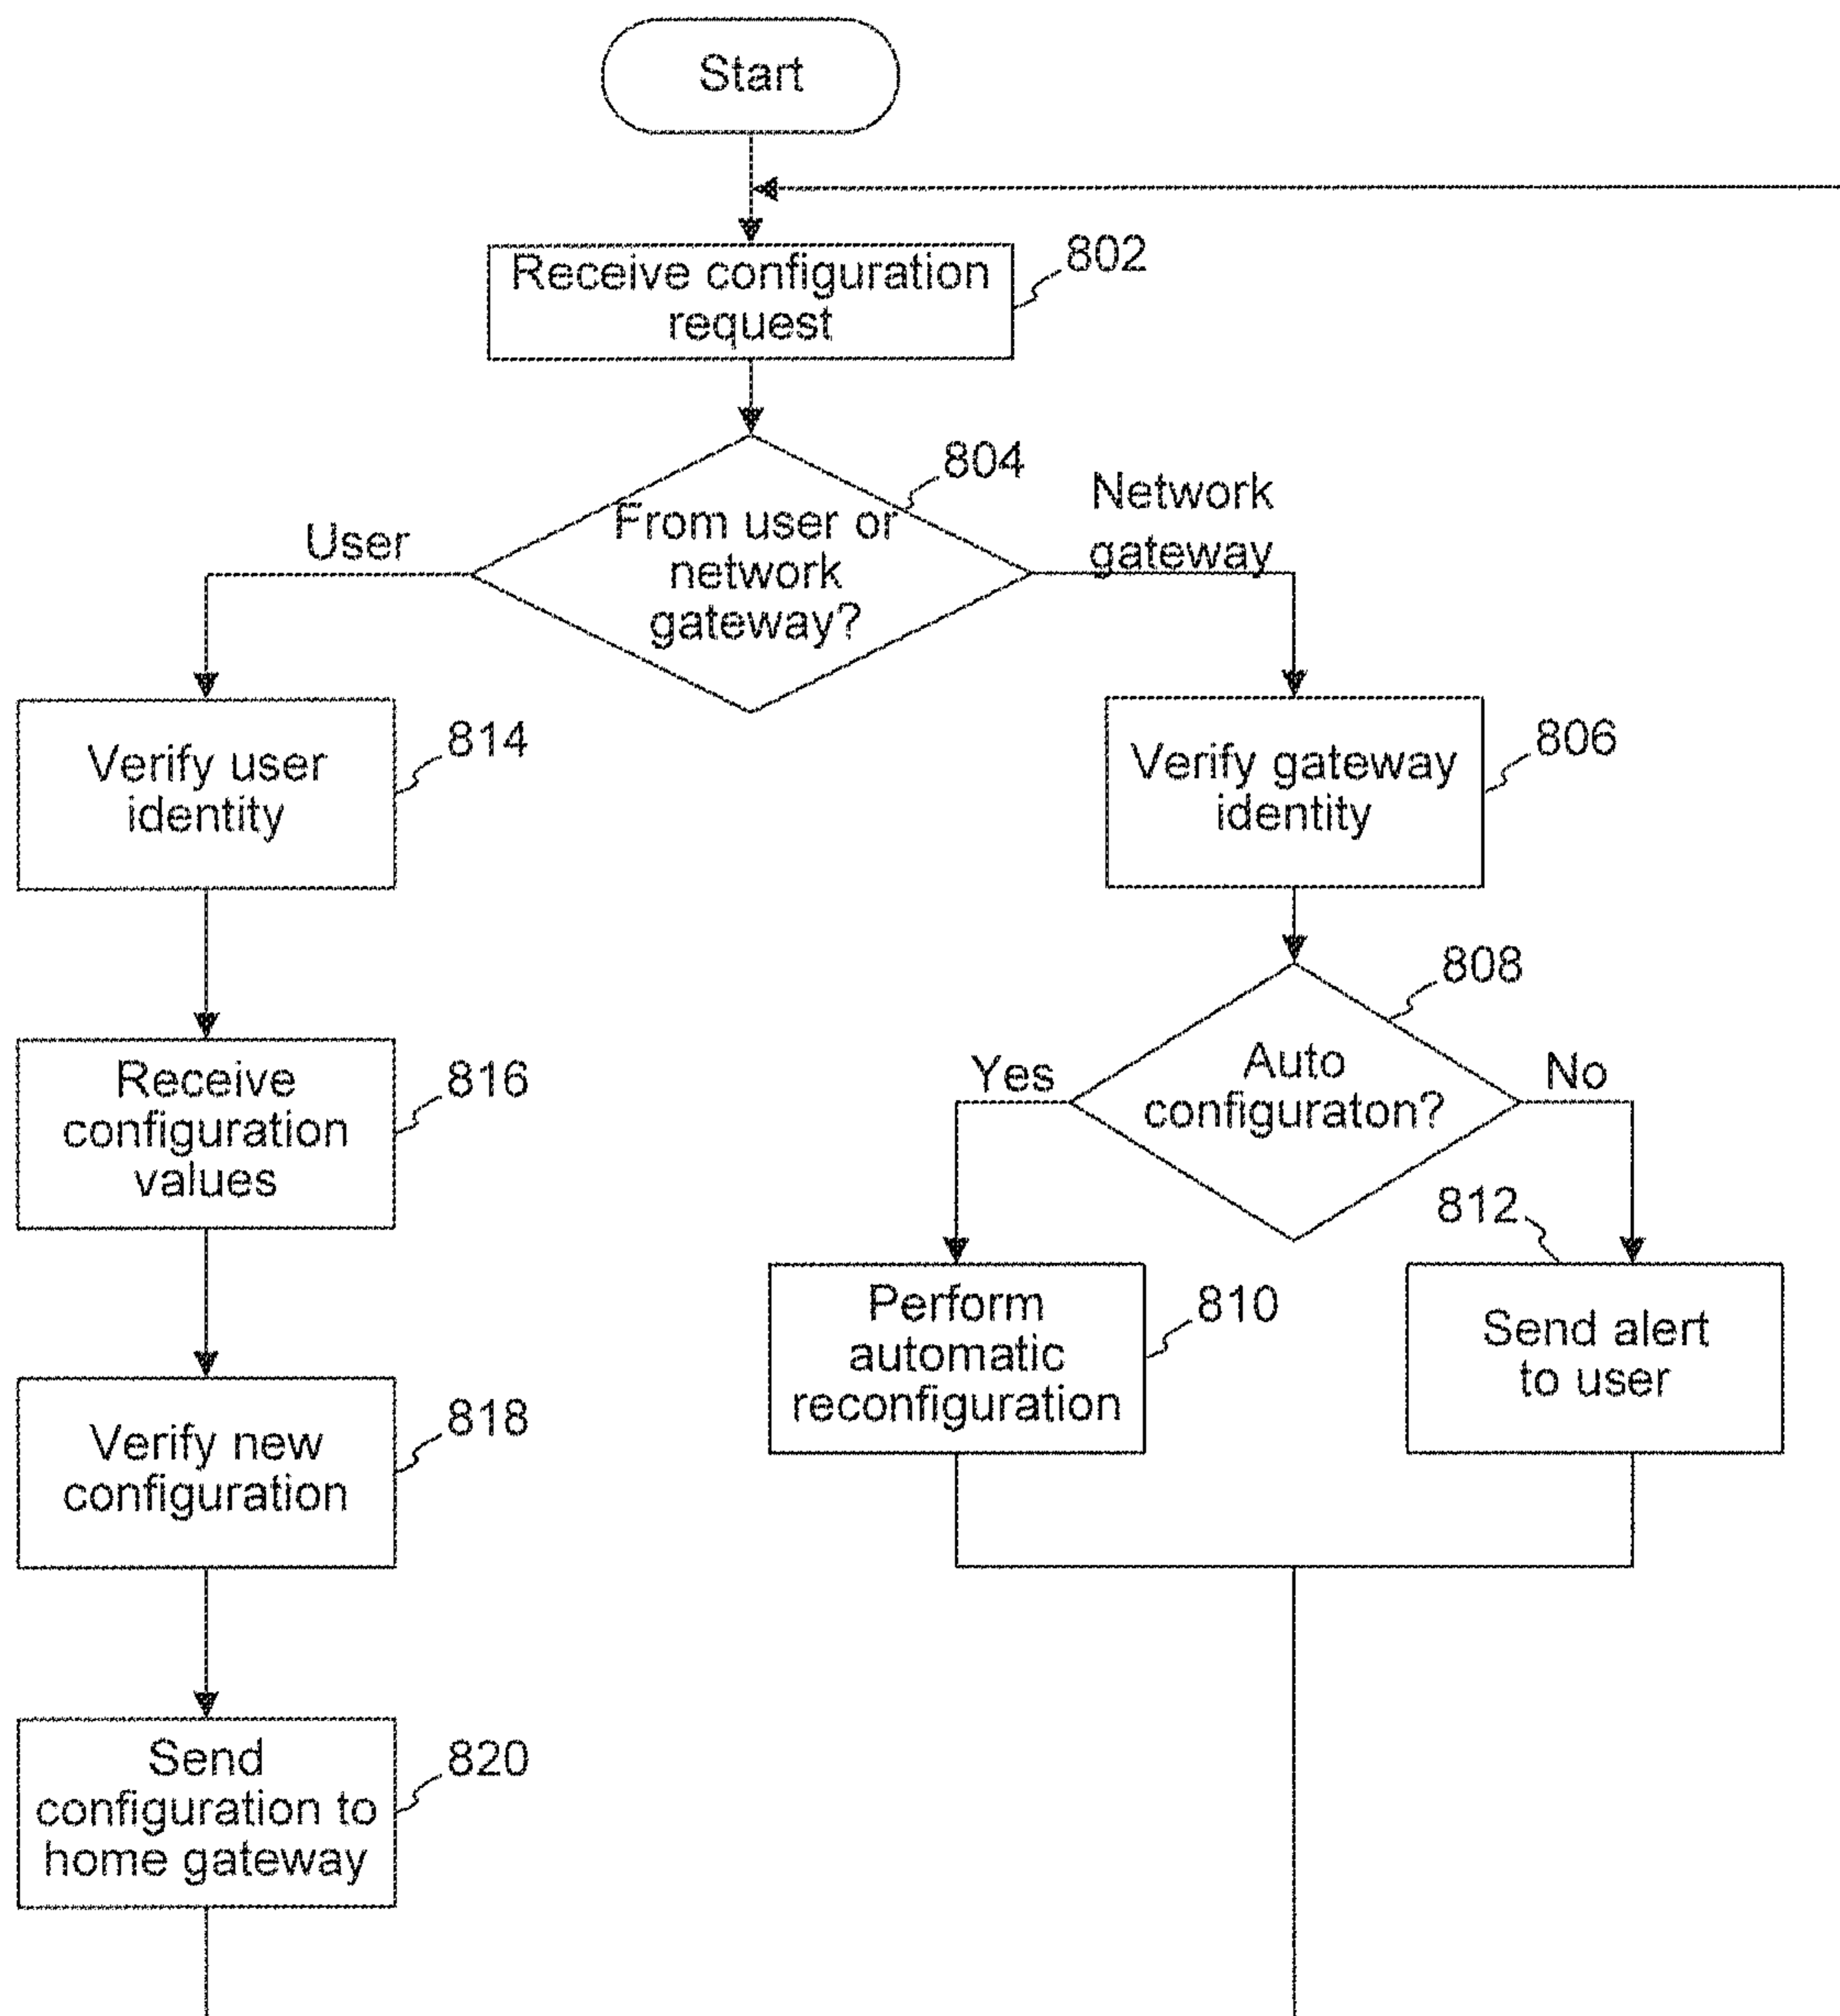 Start
Receive configuration
request
802
804
From user or
network
gateway?
User
Network
gateway
Verify user
identity
814
Verify gateway
identity
806
808
Auto
configuraton?
Yes
No
Receive
configuration
values
816
812
Perform
automatic
reconfiguration
810
Send alert
to user
Verify new
configuration
818
Send
configuration to
home gateway
820